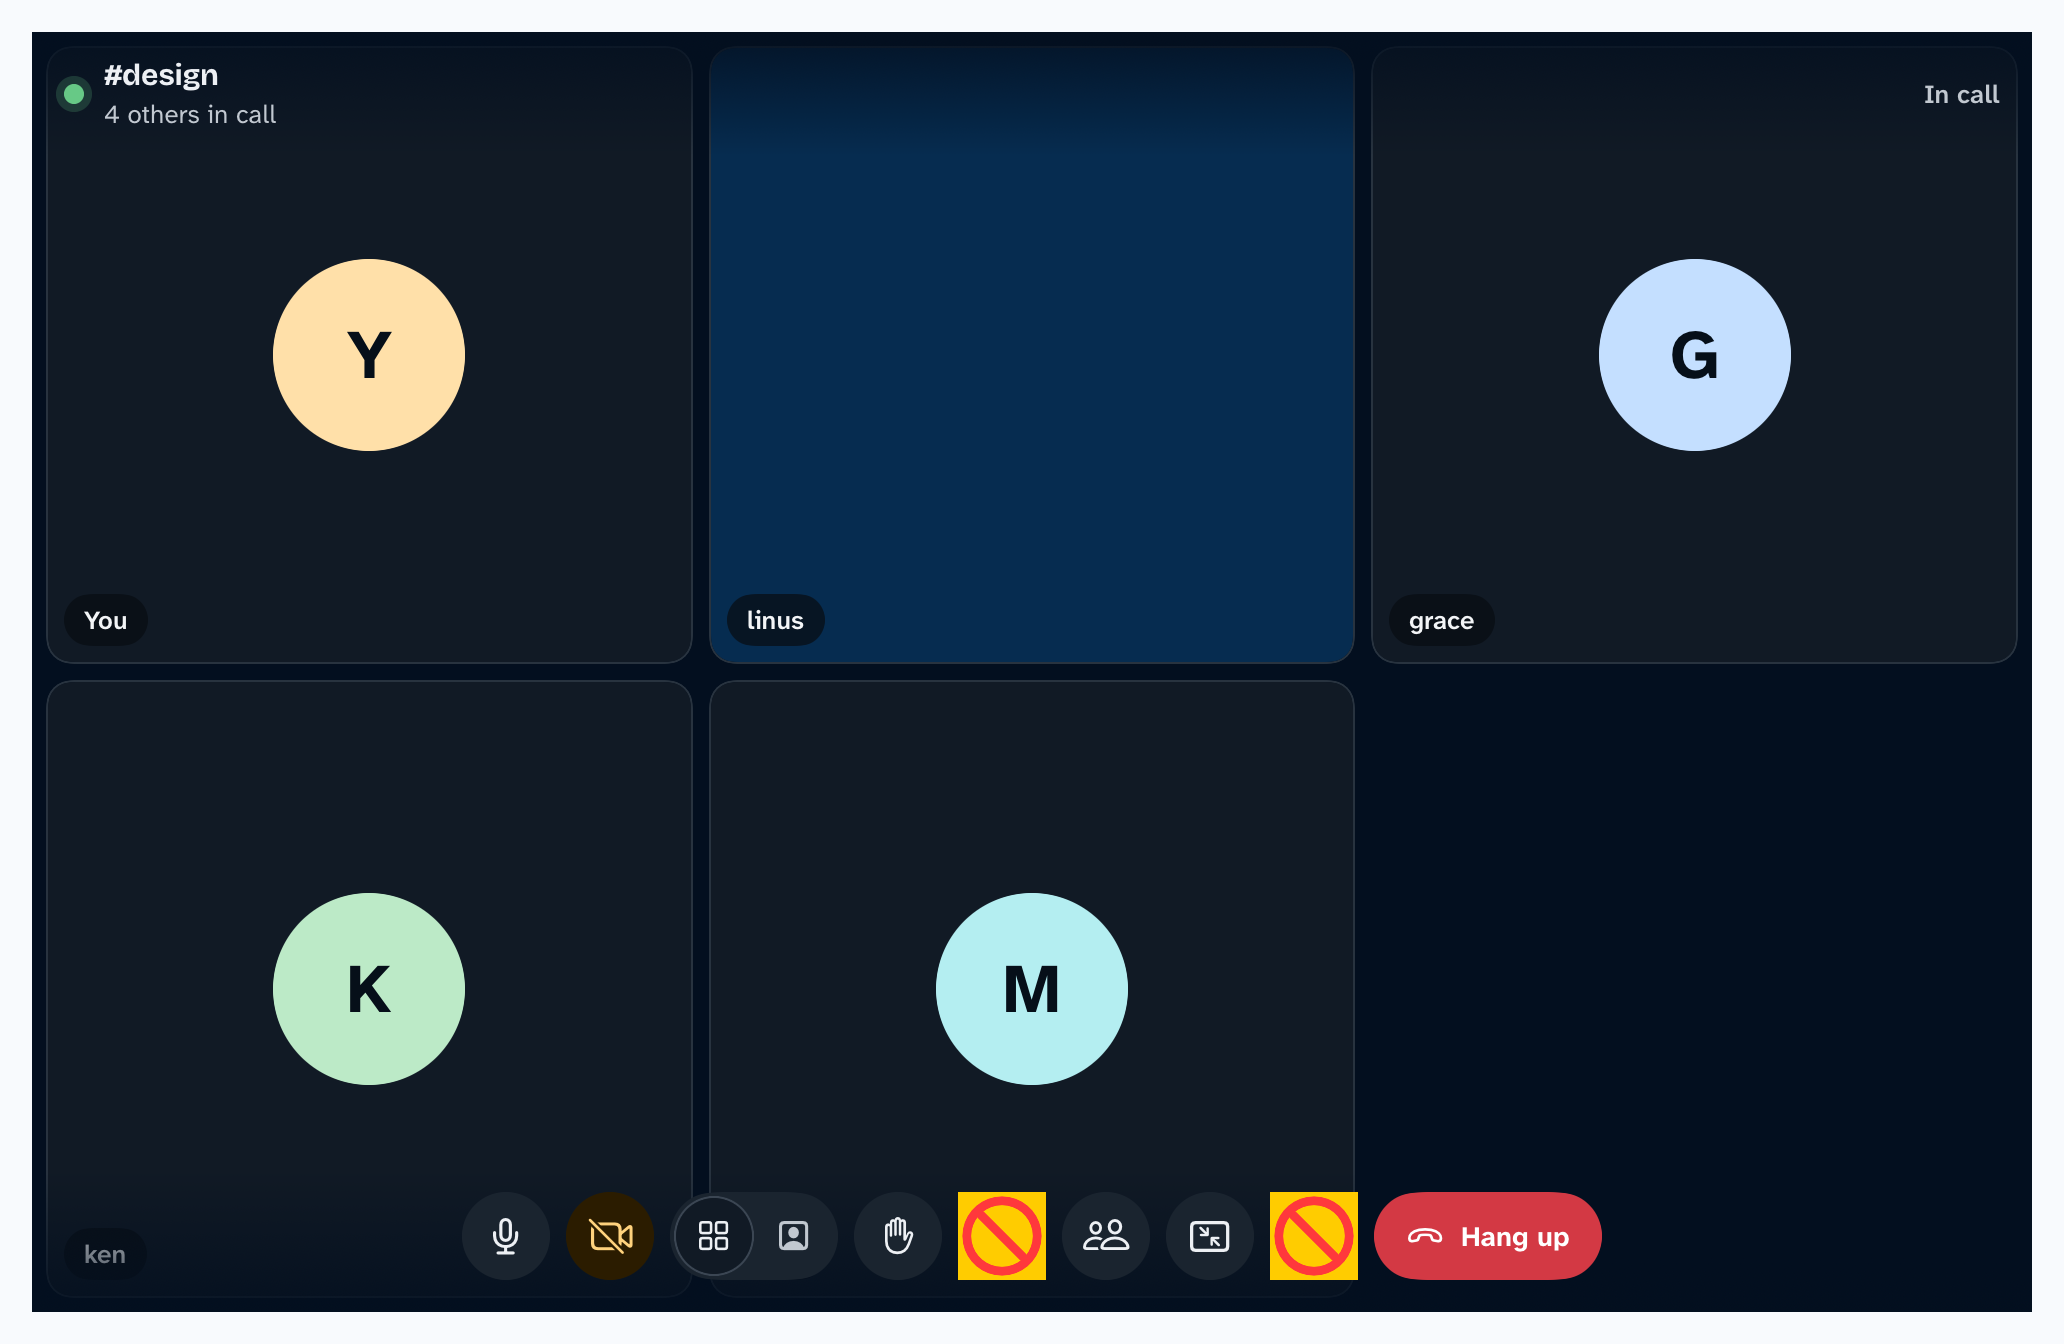 #design
4 others in call
In call
Y
G
You
linus
grace
K
M
ken
Hang up